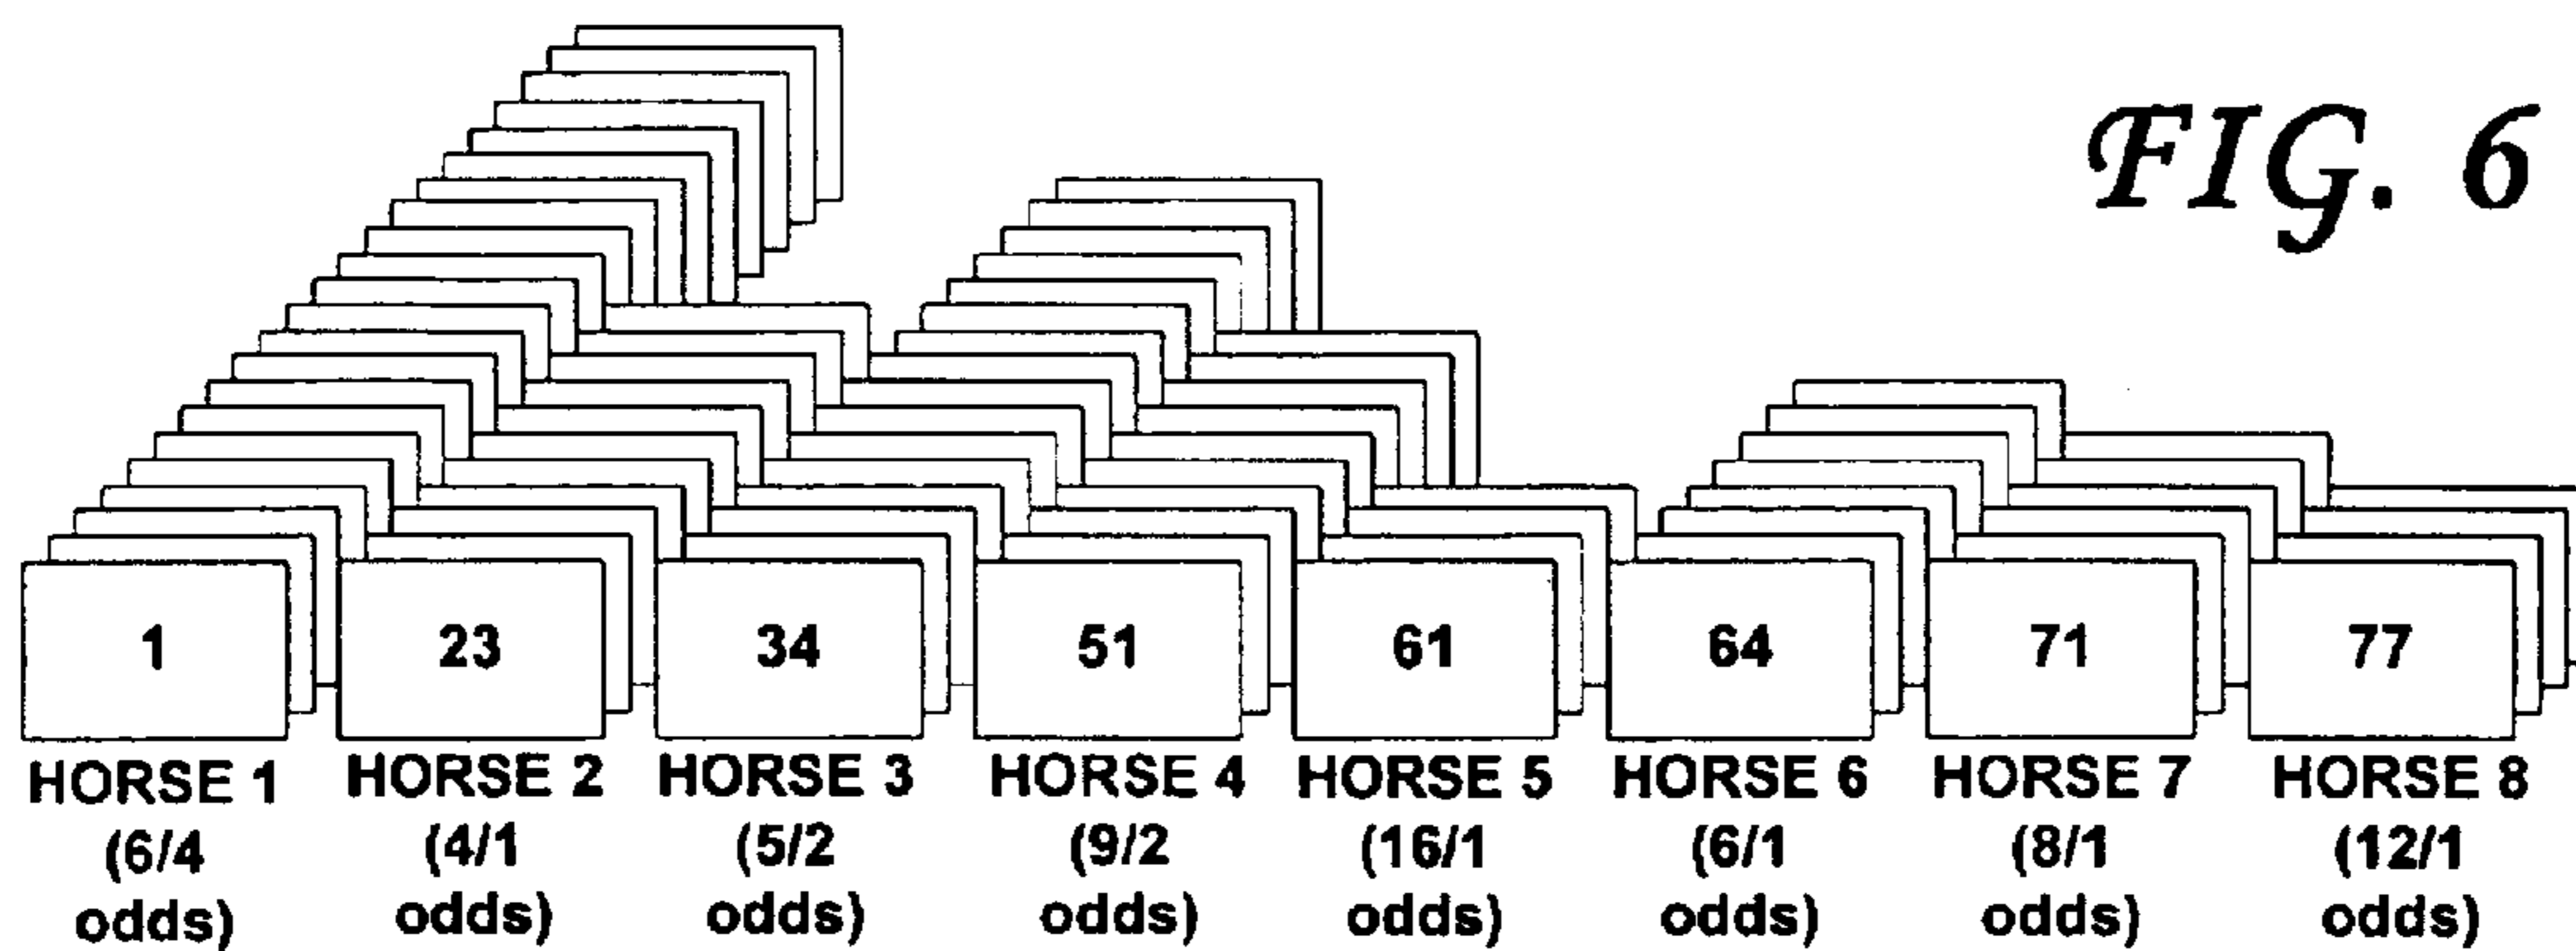 FIG. 6
1 23 34 51 61 64 71 77
HORSE 1 HORSE 2 HORSE 3 HORSE 4 HORSE 5 HORSE 6 HORSE 7 HORSE 8
(6/4 (4/1 (5/2 (9/2 (16/1 (6/1 (8/1 (12/1
odds) odds) odds) odds) odds) odds) odds) odds)